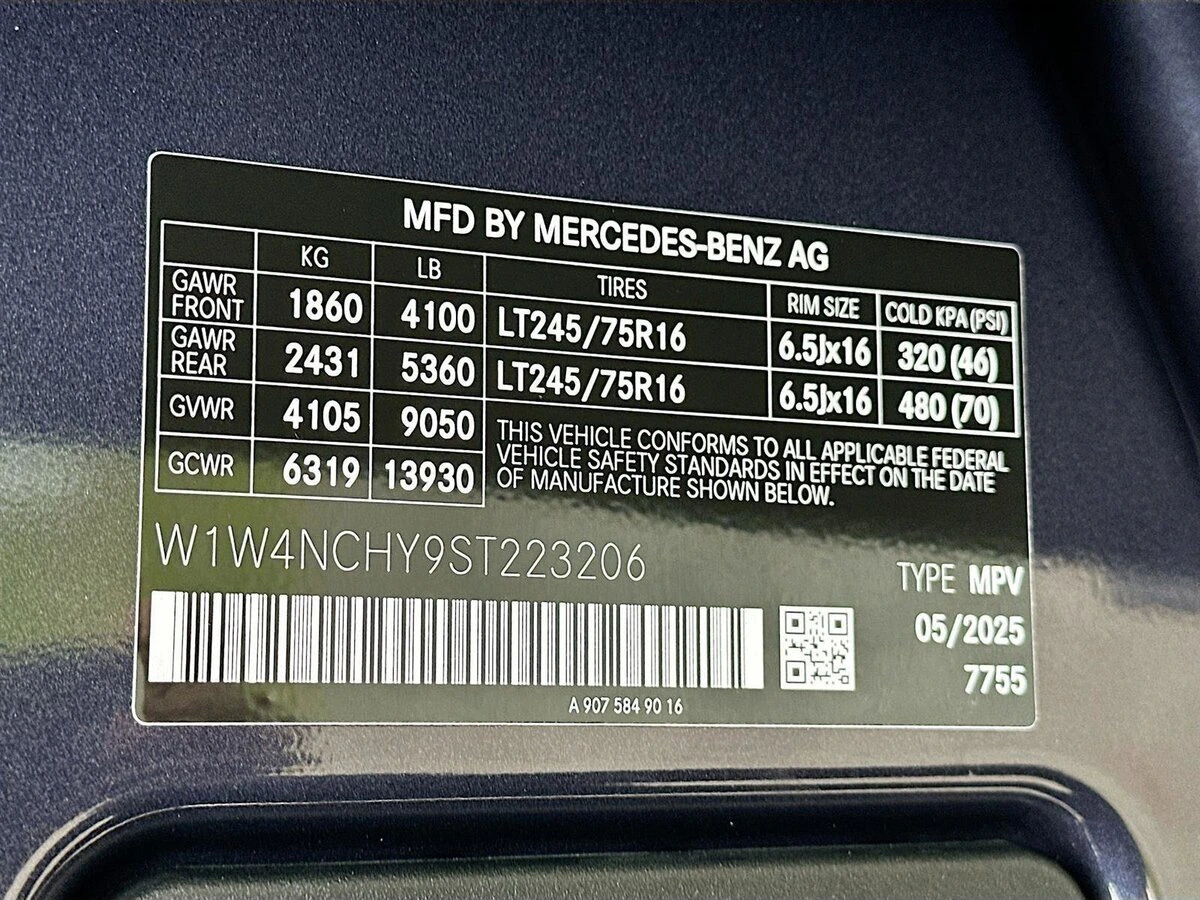 MFD BY MERCEDES-BENZ AG
KG LB TIRES RIM SIZE COLD KPA (PSI)
GAWR FRONT 1860 4100 LT245/75R16 6.5Jx16 320 (46)
GAWR REAR 2431 5360 LT245/75R16 6.5Jx16 480 (70)
GVWR 4105 9050
GCWR 6319 13930
THIS VEHICLE CONFORMS TO ALL APPLICABLE FEDERAL
VEHICLE SAFETY STANDARDS IN EFFECT ON THE DATE
OF MANUFACTURE SHOWN BELOW.
W1W4NCHY9ST223206
TYPE MPV
05/2025
7755
A 907 584 90 16